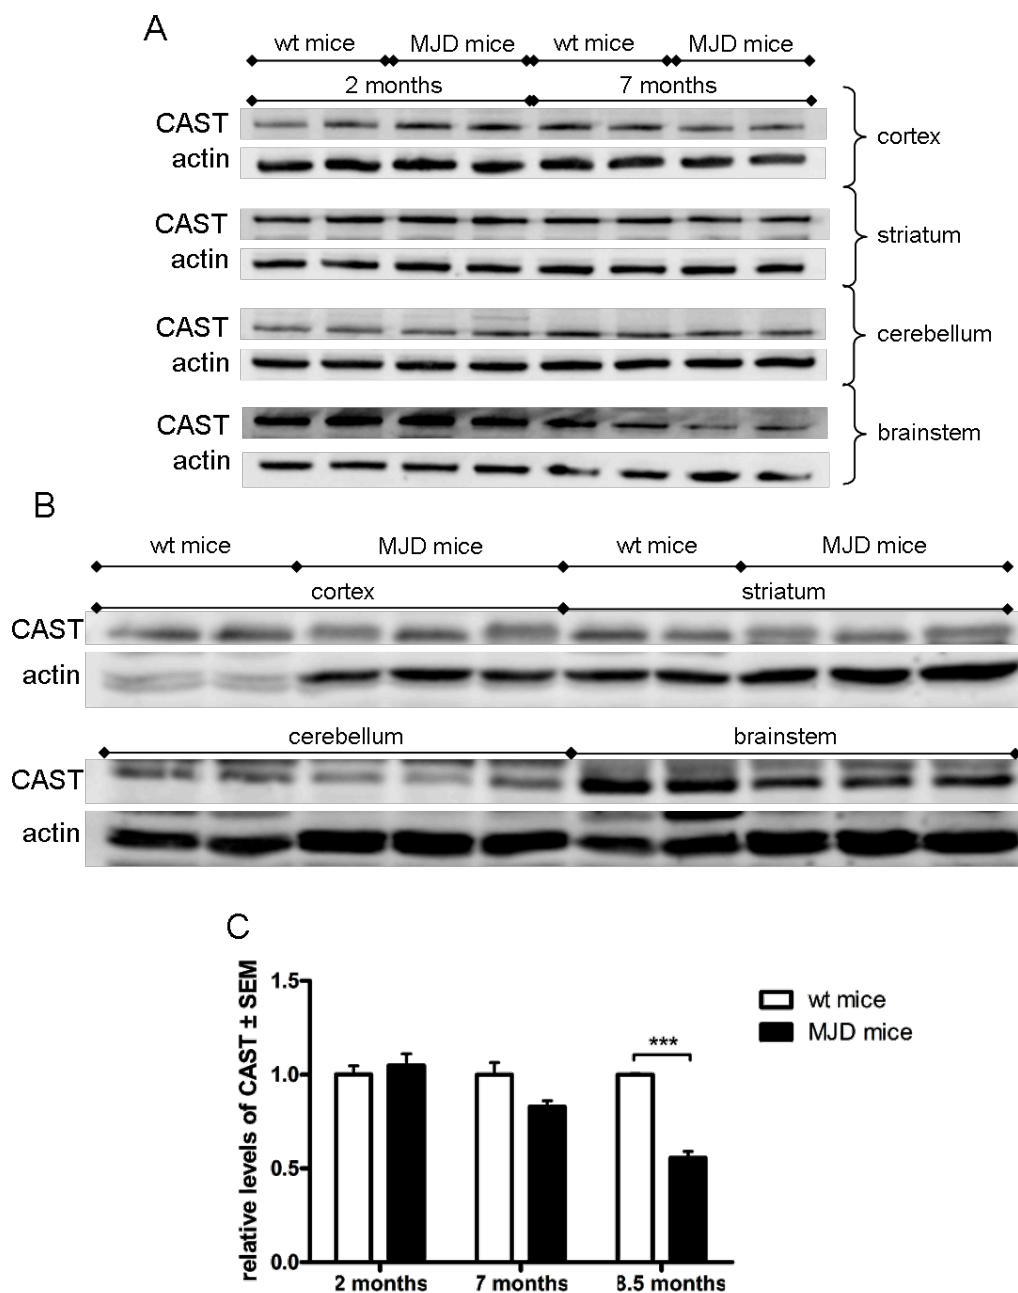 A
wt mice MJD mice wt mice MJD mice
2 months 7 months
CAST
actin
cortex
CAST
actin
striatum
CAST
actin
cerebellum
CAST
actin
brainstem
B
wt mice MJD mice wt mice MJD mice
cortex striatum
CAST
actin
cerebellum brainstem
CAST
actin
C
relative levels of CAST ± SEM
1.5
1.0
0.5
0.0
***
wt mice
MJD mice
2 months 7 months 8.5 months